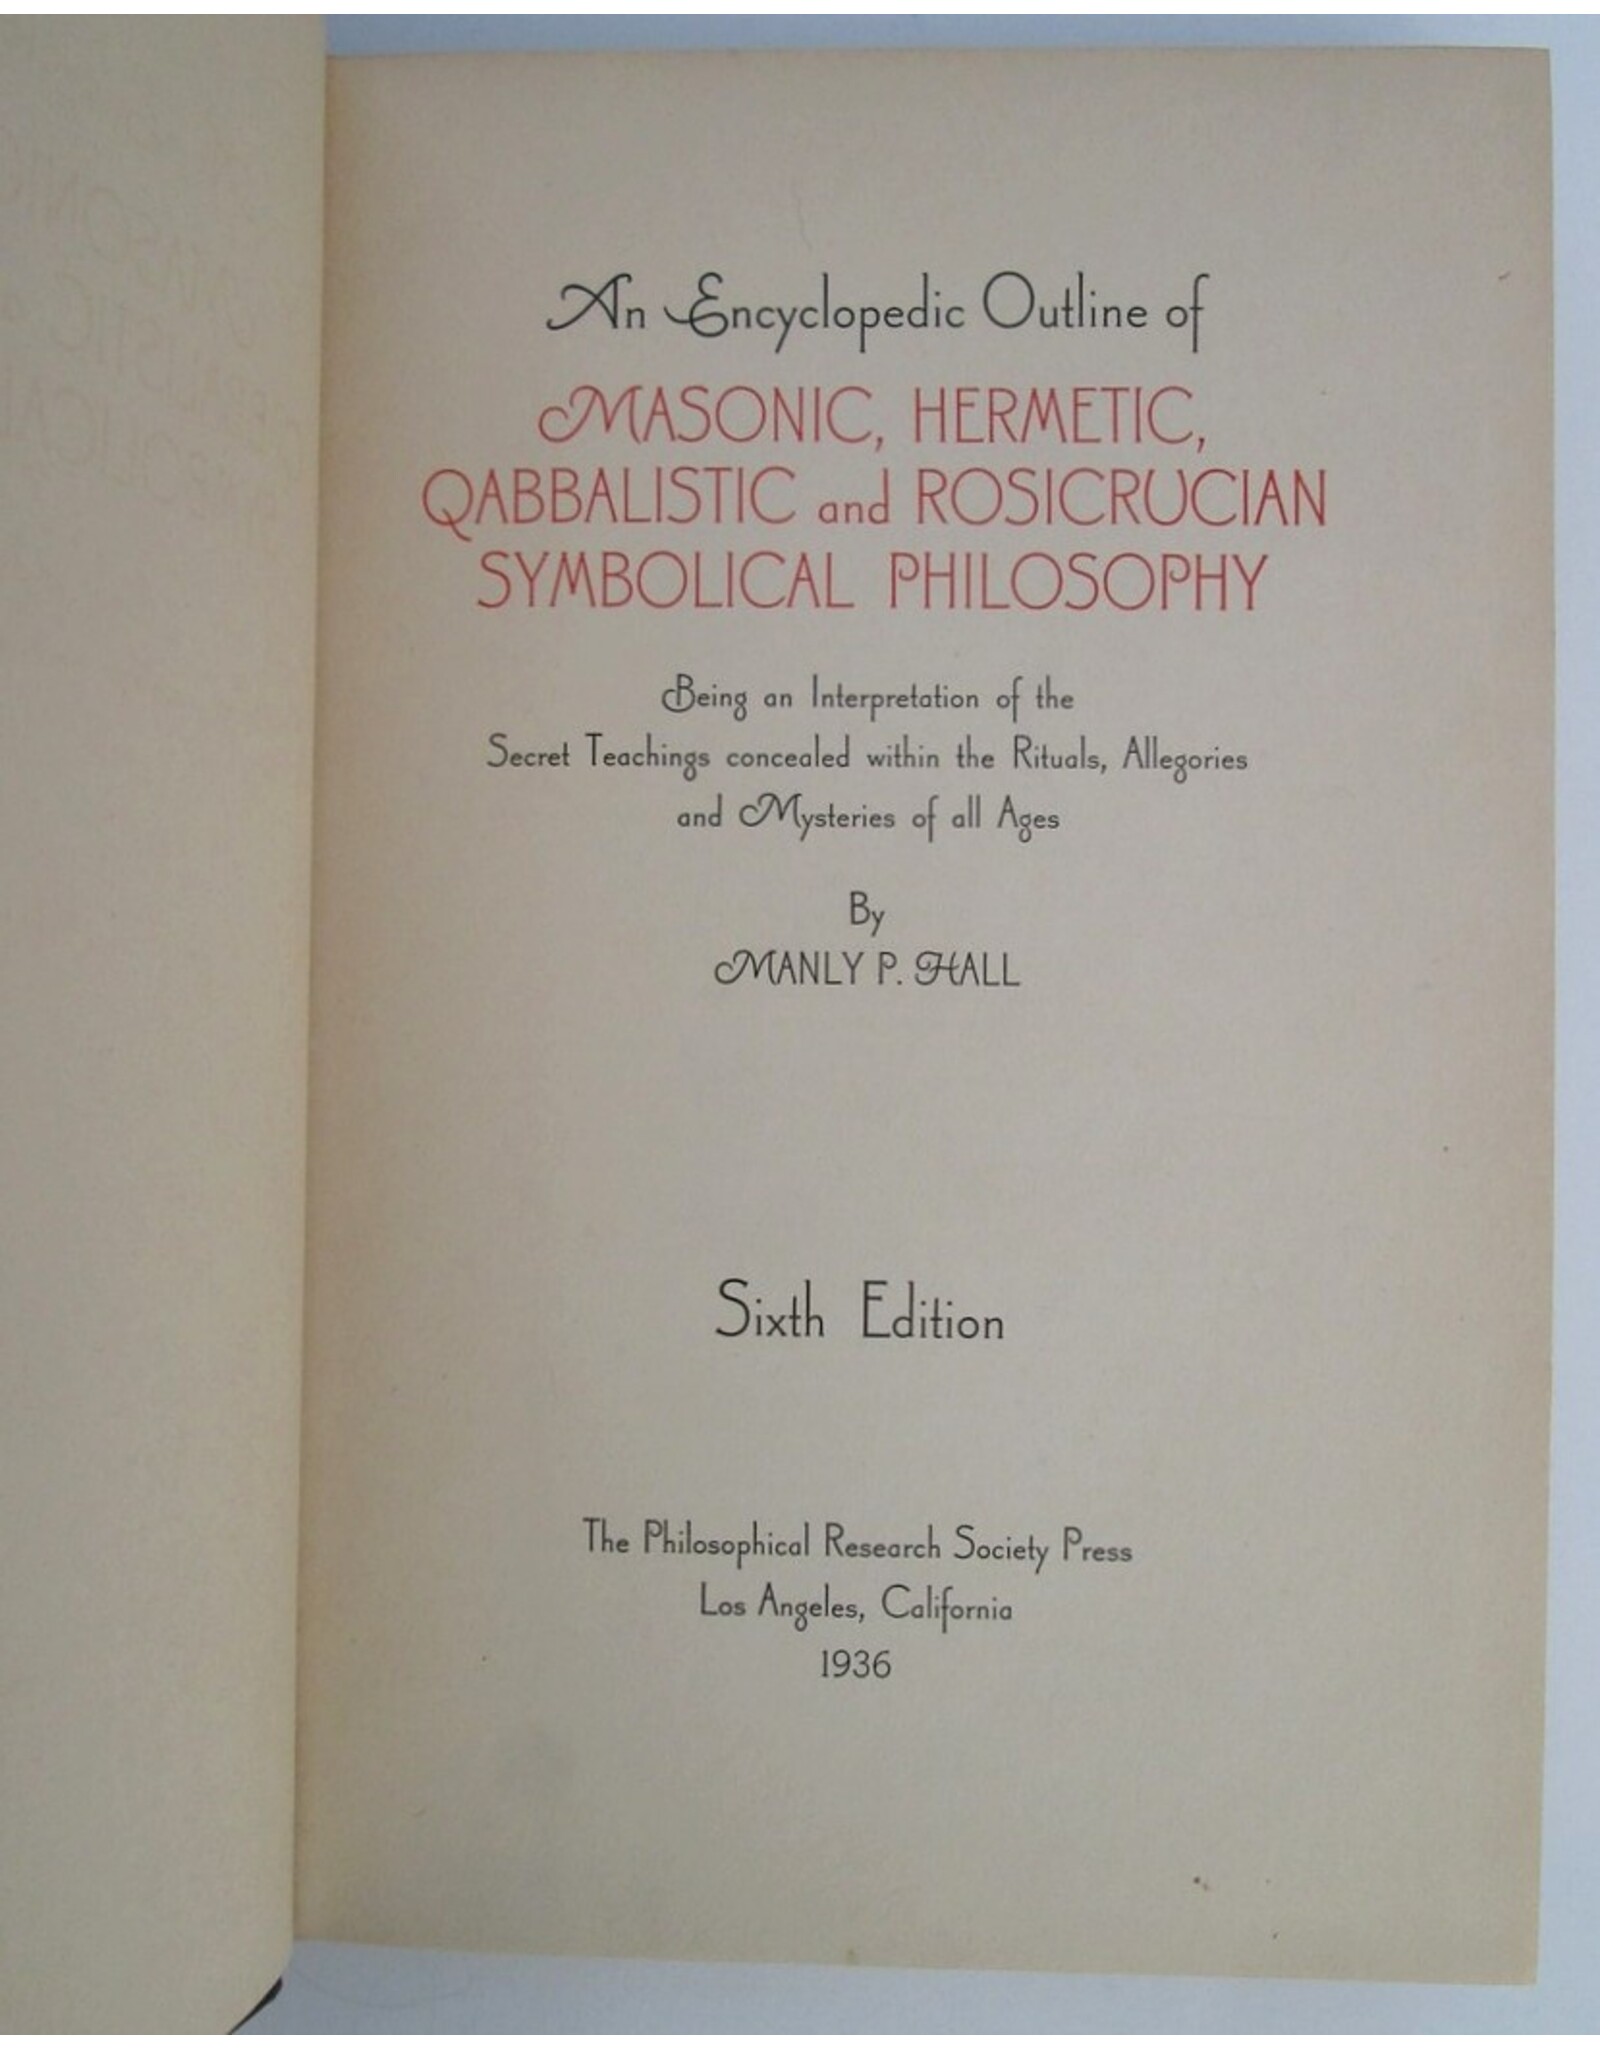 An Encyclopedic Outline of
MASONIC, HERMETIC,
QABBALISTIC and ROSICRUCIAN
SYMBOLICAL PHILOSOPHY
Being an Interpretation of the
Secret Teachings concealed within the Rituals, Allegories
and Mysteries of all Ages
By
MANLY P. HALL
Sixth Edition
The Philosophical Research Society Press
Los Angeles, California
1936